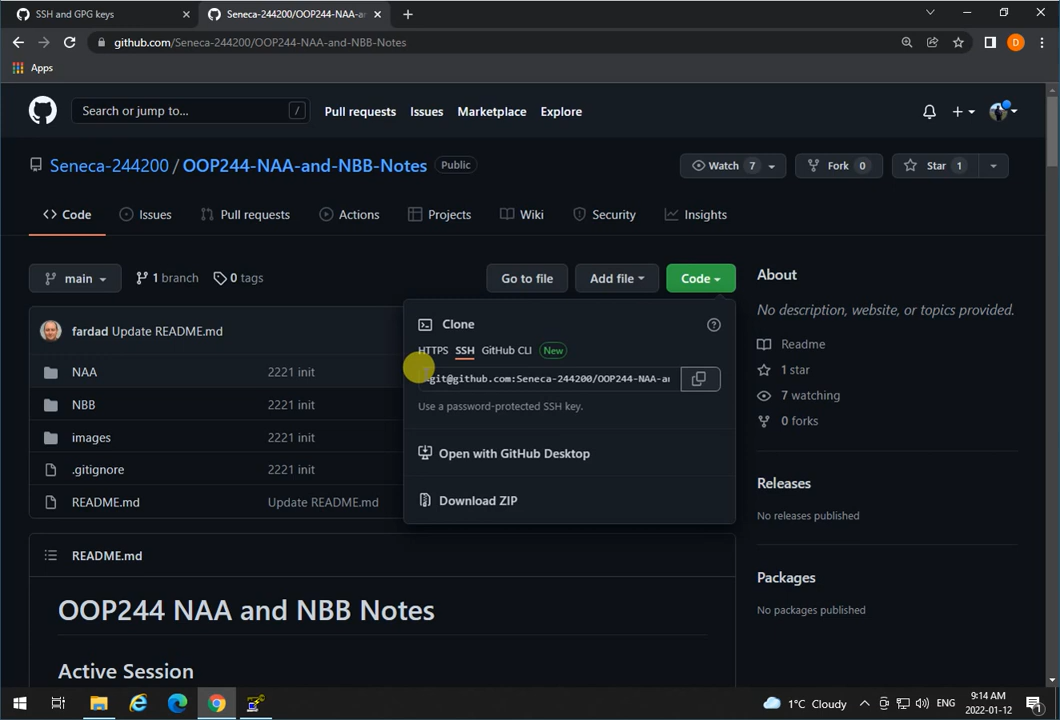 SSH and GPG keys
Seneca-244200/OOP244-NAA-an
github.com/Seneca-244200/OOP244-NAA-and-NBB-Notes
D
Apps
Search or jump to...
/
Pull requests
Issues
Marketplace
Explore
Seneca-244200 / OOP244-NAA-and-NBB-Notes
Public
Watch 7
Fork 0
Star 1
Code
Issues
Pull requests
Actions
Projects
Wiki
Security
Insights
main
1 branch
0 tags
Go to file
Add file
Code
About
No description, website, or topics provided.
Readme
1 star
7 watching
0 forks
Releases
No releases published
Packages
No packages published
fardad Update README.md
NAA 2221 init
NBB 2221 init
images 2221 init
.gitignore 2221 init
README.md Update README.md
Clone
HTTPS SSH GitHub CLI New
git@github.com:Seneca-244200/OOP244-NAA-an
Use a password-protected SSH key.
Open with GitHub Desktop
Download ZIP
README.md
OOP244 NAA and NBB Notes
Active Session
1°C Cloudy
ENG
9:14 AM
2022-01-12
1